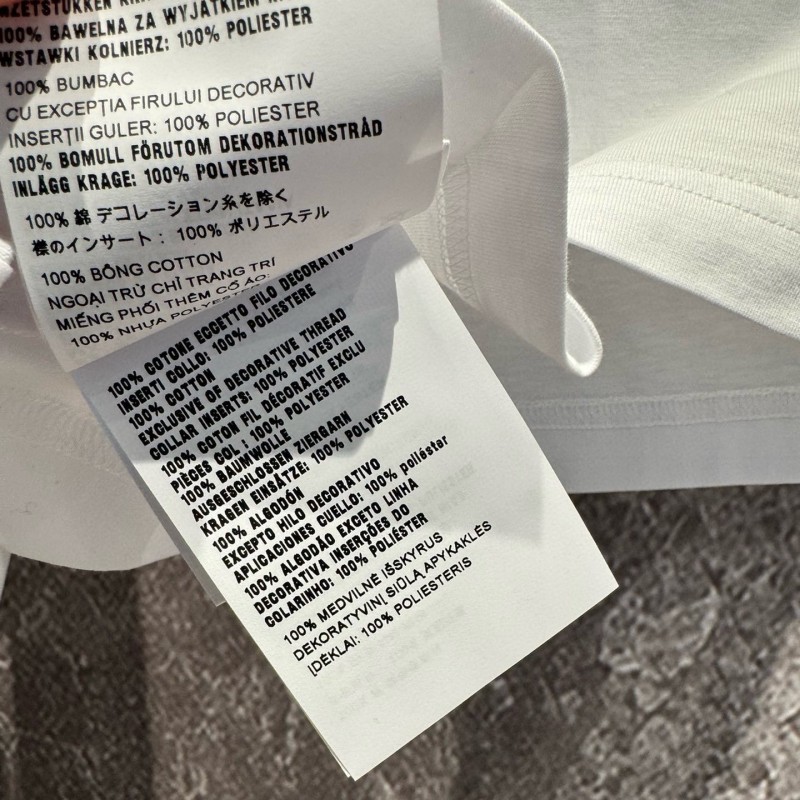 100% BAWELNA ZA WYJĄTKIEM
WSTAWKI KOLNIERZ: 100% POLIESTER
100% BUMBAC
CU EXCEPȚIA FIRULUI DECORATIV
INSERȚII GULER: 100% POLIESTER
100% BOMULL FÖRUTOM DEKORATIONSTRÅD
INLÄGG KRAGE: 100% POLYESTER
100% 綿 デコレーション糸を除く
襟のインサート： 100% ポリエステル
100% BÔNG COTTON
NGOẠI TRỪ CHỈ TRANG TRÍ
MIẾNG PHỐI THÊM CỔ ÁO:
100% NHỰA POLYESTER
100% COTONE ECCETTO FILO DECORATIVO
INSERTI COLLO: 100% POLIESTERE
100% COTTON
EXCLUSIVE OF DECORATIVE THREAD
COLLAR INSERTS: 100% POLYESTER
100% COTON FIL DÉCORATIF EXCLU
PIÈCES COL : 100% POLYESTER
100% BAUMWOLLE
AUSGESCHLOSSEN ZIERGARN
KRAGEN EINSÄTZE: 100% POLYESTER
100% ALGODÓN
EXCEPTO HILO DECORATIVO
APLICACIONES CUELLO: 100% poliéster
100% ALGODÃO EXCETO LINHA
DECORATIVA INSERÇÕES DO
COLARINHO: 100% POLIÉSTER
100% MEDVILNĖ IŠSKYRUS
DEKORATYVINĮ SIŪLĄ APYKAKLĖS
ĮDĖKLAI: 100% POLIESTERIS